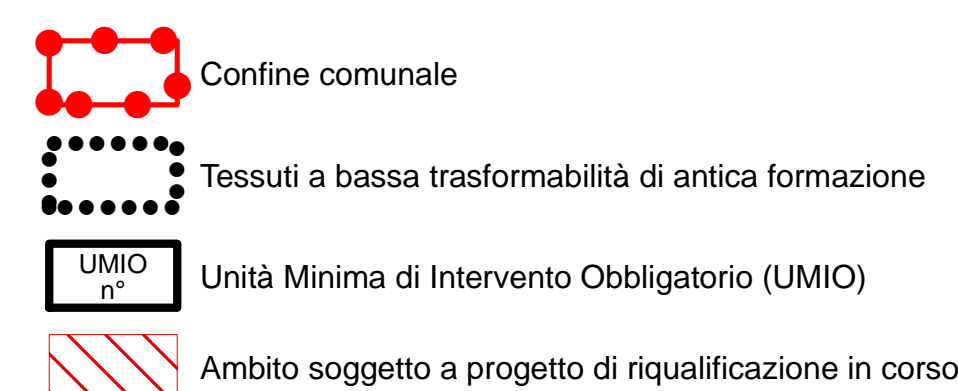 Confine comunale
Tessuti a bassa trasformabilità di antica formazione
UMIO
n°
Unità Minima di Intervento Obbligatorio (UMIO)
Ambito soggetto a progetto di riqualificazione in corso